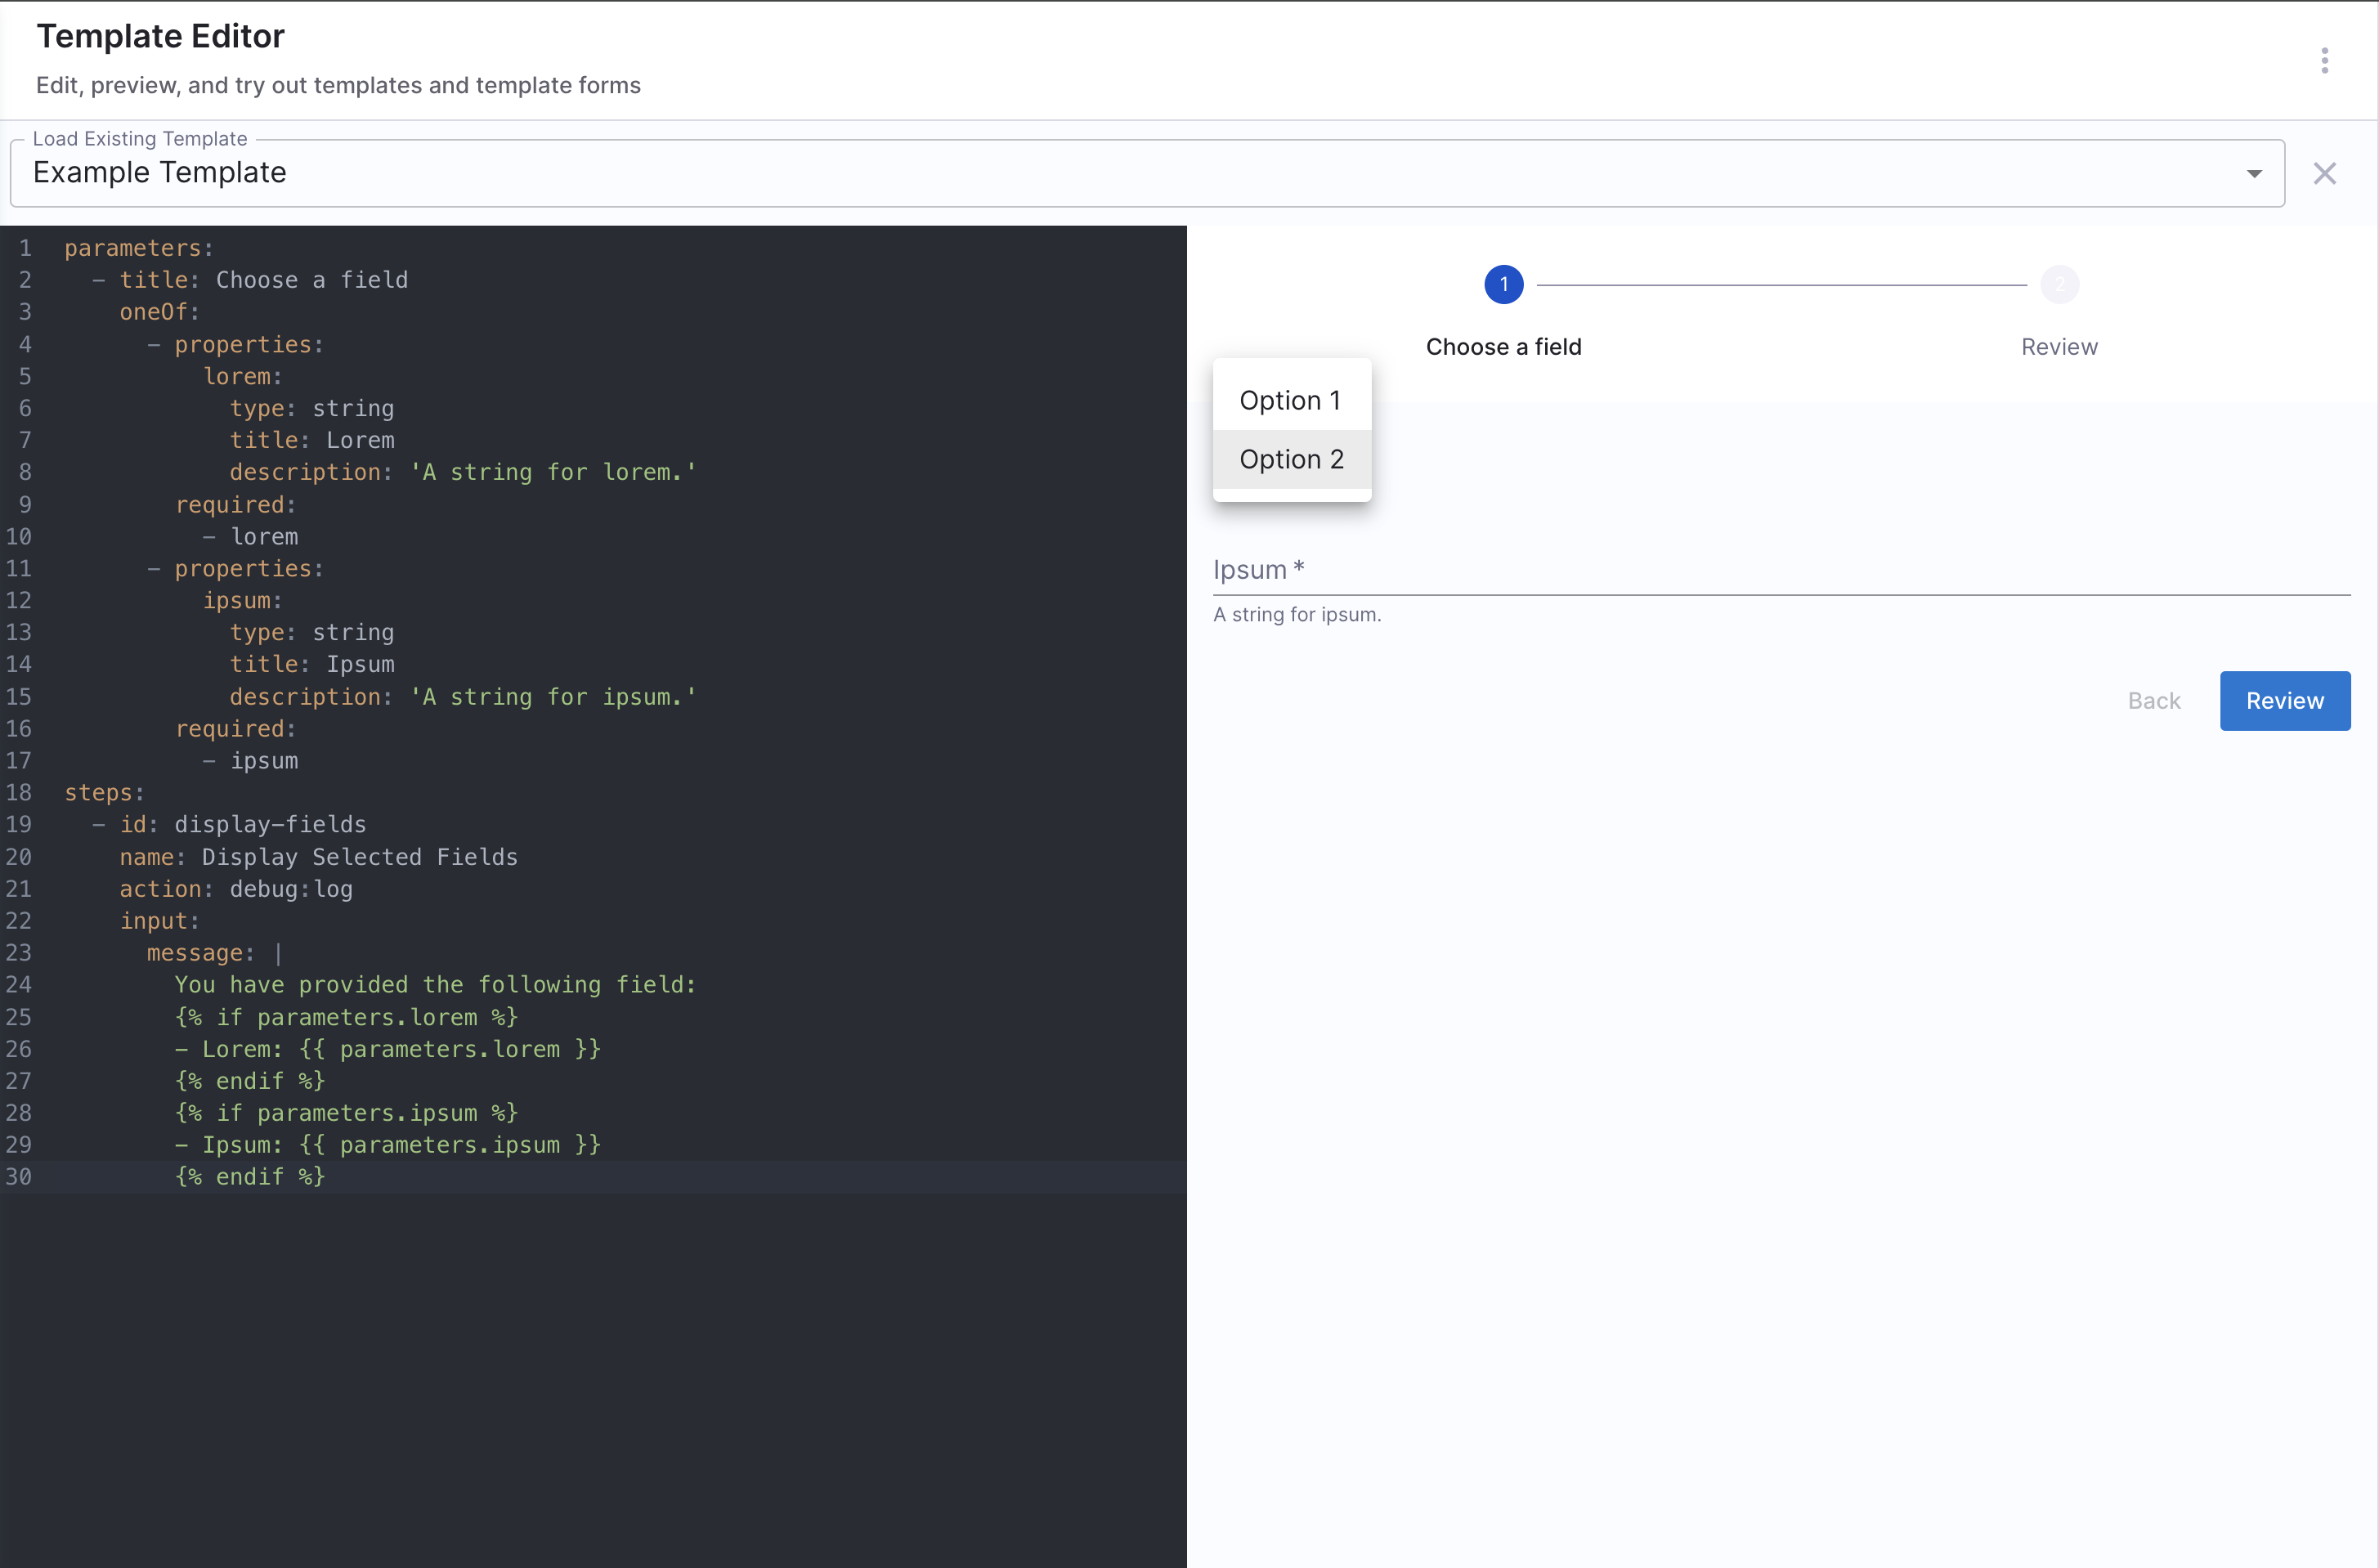 Template Editor
Edit, preview, and try out templates and template forms
Load Existing Template
Example Template
1 parameters:
2   - title: Choose a field
3     oneOf:
4       - properties:
5           lorem:
6             type: string
7             title: Lorem
8             description: 'A string for lorem.'
9         required:
10           - lorem
11       - properties:
12           ipsum:
13             type: string
14             title: Ipsum
15             description: 'A string for ipsum.'
16         required:
17           - ipsum
18 steps:
19   - id: display-fields
20     name: Display Selected Fields
21     action: debug:log
22     input:
23       message: |
24         You have provided the following field:
25         {% if parameters.lorem %}
26         - Lorem: {{ parameters.lorem }}
27         {% endif %}
28         {% if parameters.ipsum %}
29         - Ipsum: {{ parameters.ipsum }}
30         {% endif %}
1
2
Choose a field
Review
Option 1
Option 2
Ipsum *
A string for ipsum.
Back
Review